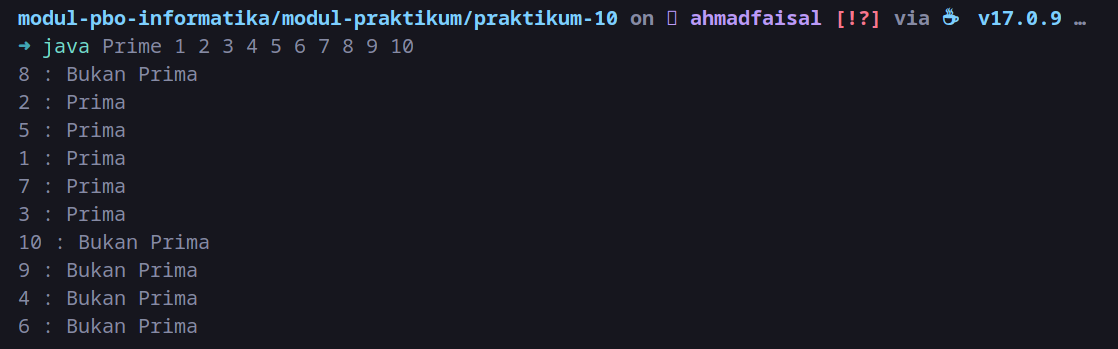 modul-pbo-informatika/modul-praktikum/praktikum-10 on ahmadfaisal [!?] via ☕ v17.0.9 …
➜ java Prime 1 2 3 4 5 6 7 8 9 10
8 : Bukan Prima
2 : Prima
5 : Prima
1 : Prima
7 : Prima
3 : Prima
10 : Bukan Prima
9 : Bukan Prima
4 : Bukan Prima
6 : Bukan Prima